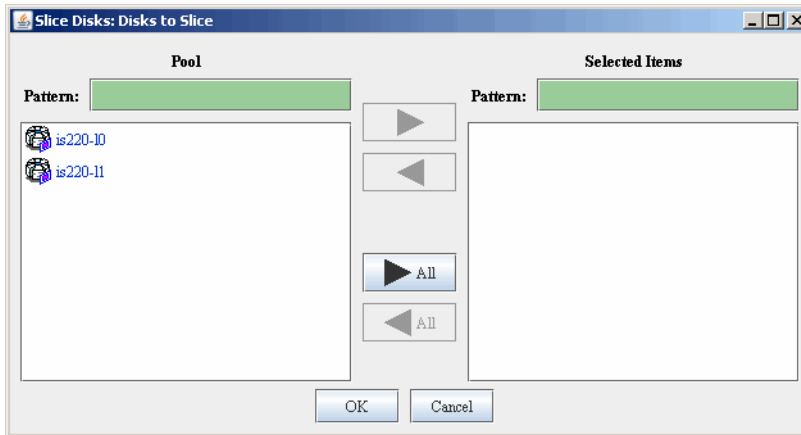 Slice Disks: Disks to Slice
Pool
Selected Items
Pattern:
Pattern:
is220-10
is220-11
All
All
OK
Cancel